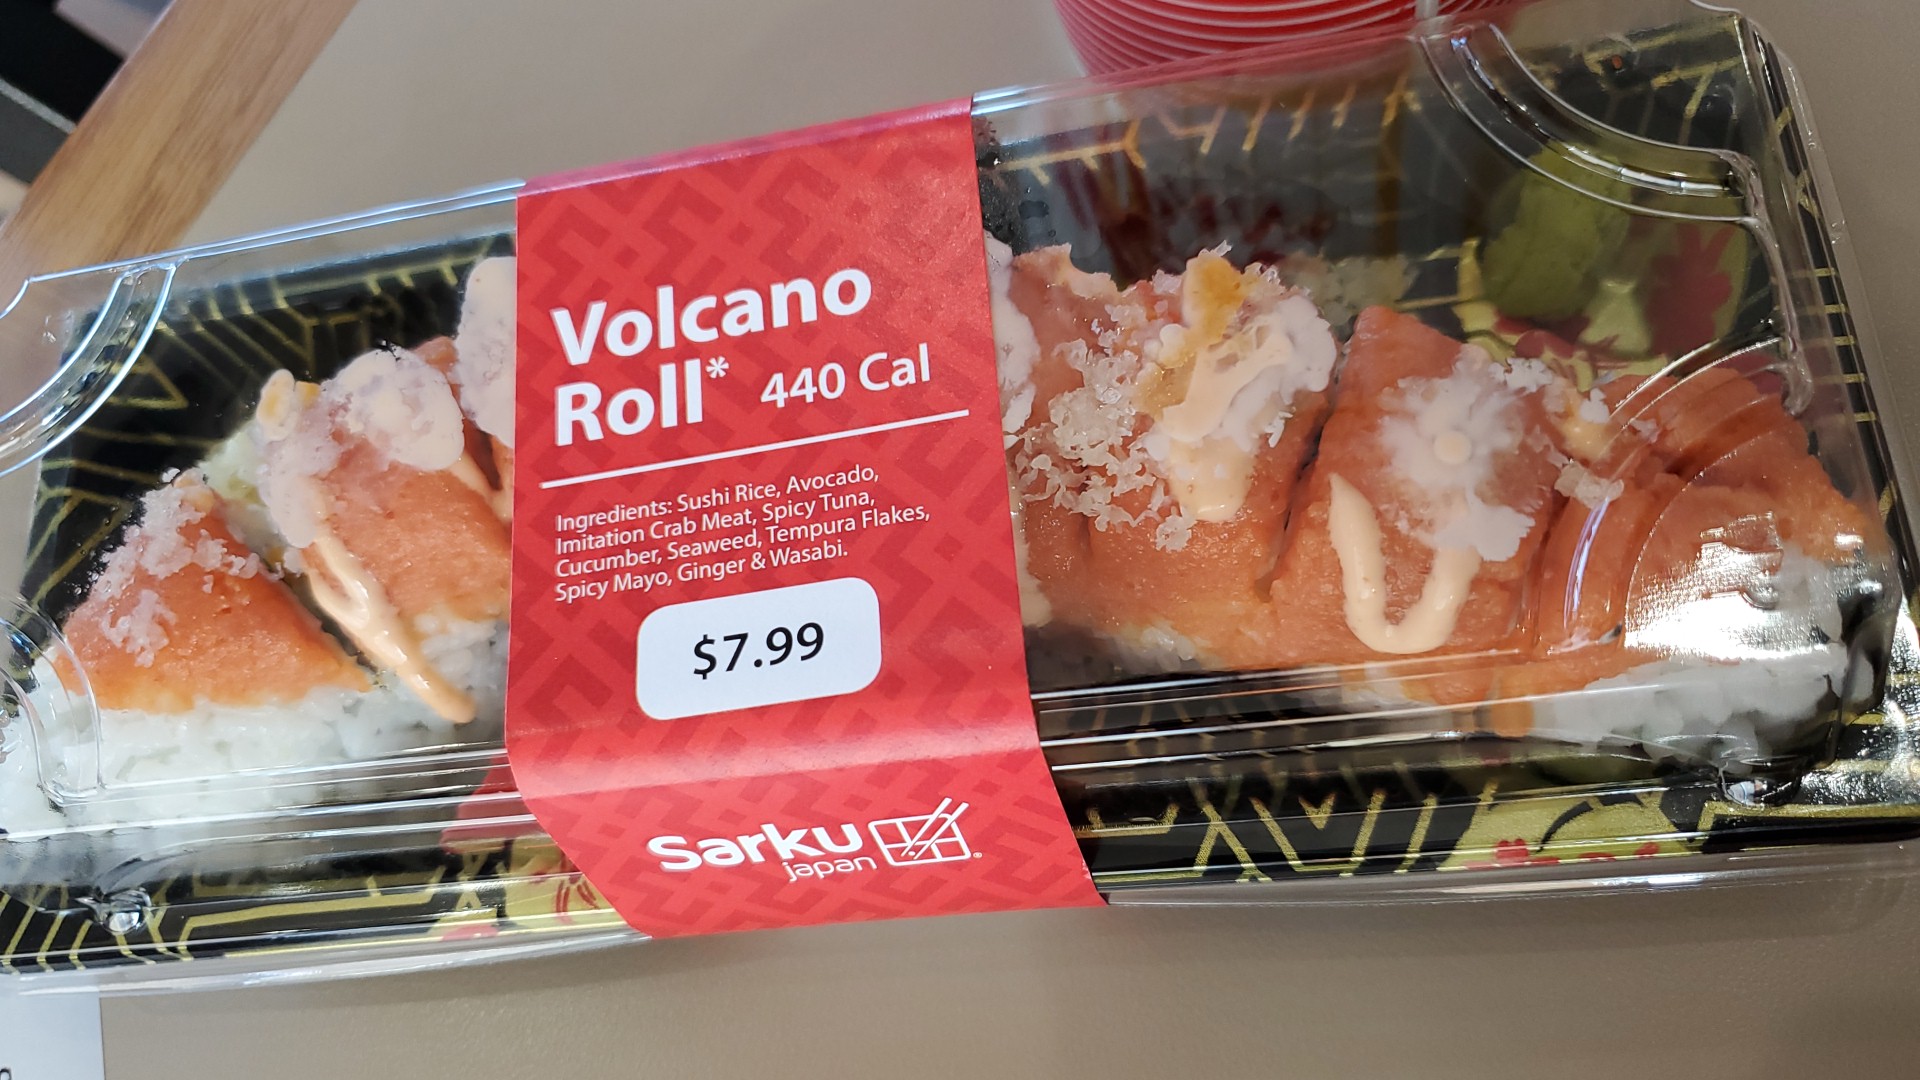 Volcano
Roll* 440 Cal
Ingredients: Sushi Rice, Avocado,
Imitation Crab Meat, Spicy Tuna,
Cucumber, Seaweed, Tempura Flakes,
Spicy Mayo, Ginger & Wasabi.
$7.99
Sarku
japan